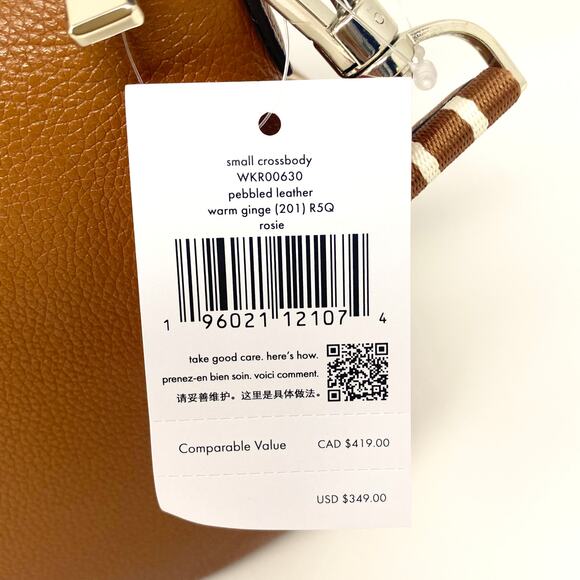 small crossbody
WKR00630
pebbled leather
warm ginge (201) R5Q
rosie
1 96021 12107 4
take good care. here's how.
prenez-en bien soin. voici comment.
请妥善维护。这里是具体做法。
Comparable Value CAD $419.00
USD $349.00